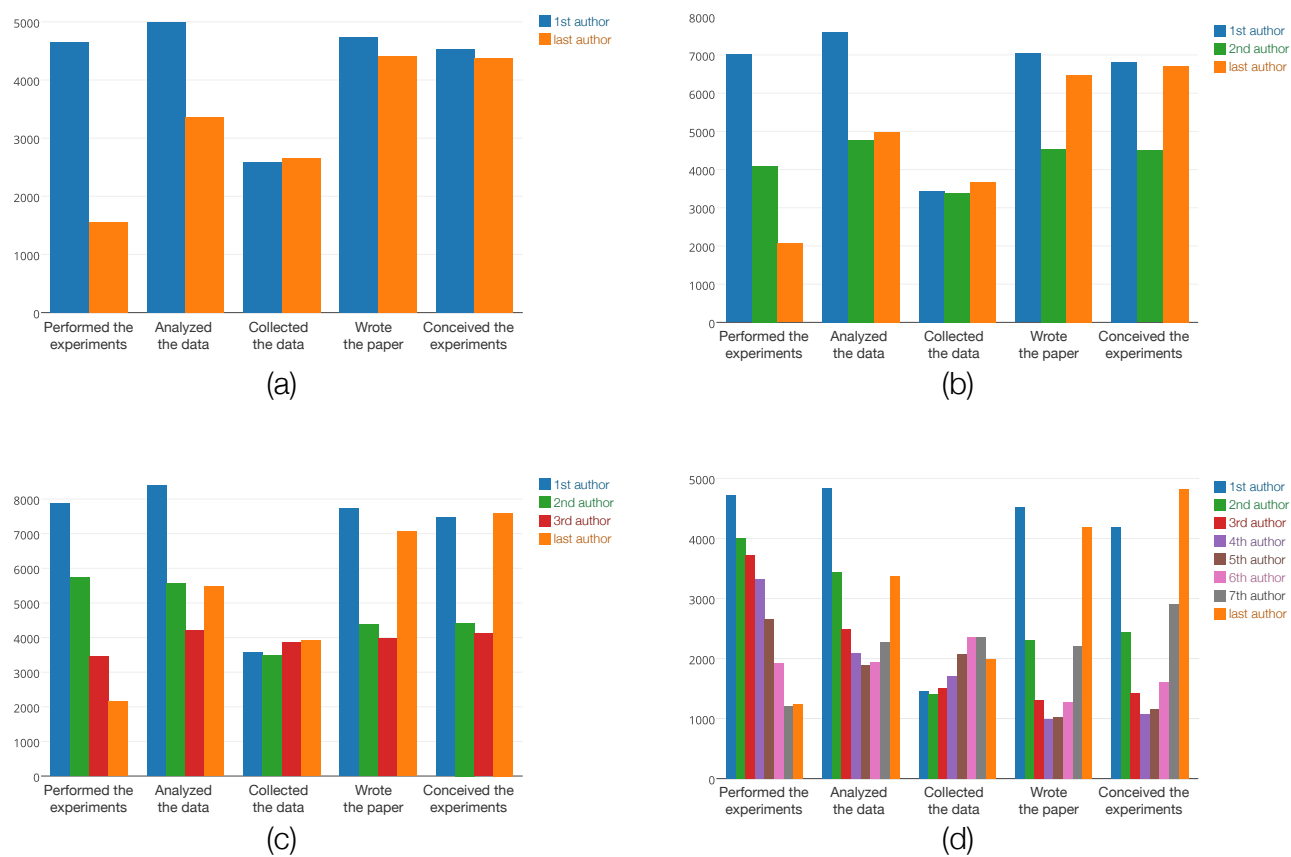 5000
4000
3000
2000
1000
0
Performed the
experiments
Analyzed
the data
Collected
the data
Wrote
the paper
Conceived the
experiments
1st author
last author
(a)
8000
7000
6000
5000
4000
3000
2000
1000
0
Performed the
experiments
Analyzed
the data
Collected
the data
Wrote
the paper
Conceived the
experiments
1st author
2nd author
last author
(b)
8000
7000
6000
5000
4000
3000
2000
1000
0
Performed the
experiments
Analyzed
the data
Collected
the data
Wrote
the paper
Conceived the
experiments
1st author
2nd author
3rd author
last author
(c)
5000
4000
3000
2000
1000
0
Performed the
experiments
Analyzed
the data
Collected
the data
Wrote
the paper
Conceived the
experiments
1st author
2nd author
3rd author
4th author
5th author
6th author
7th author
last author
(d)